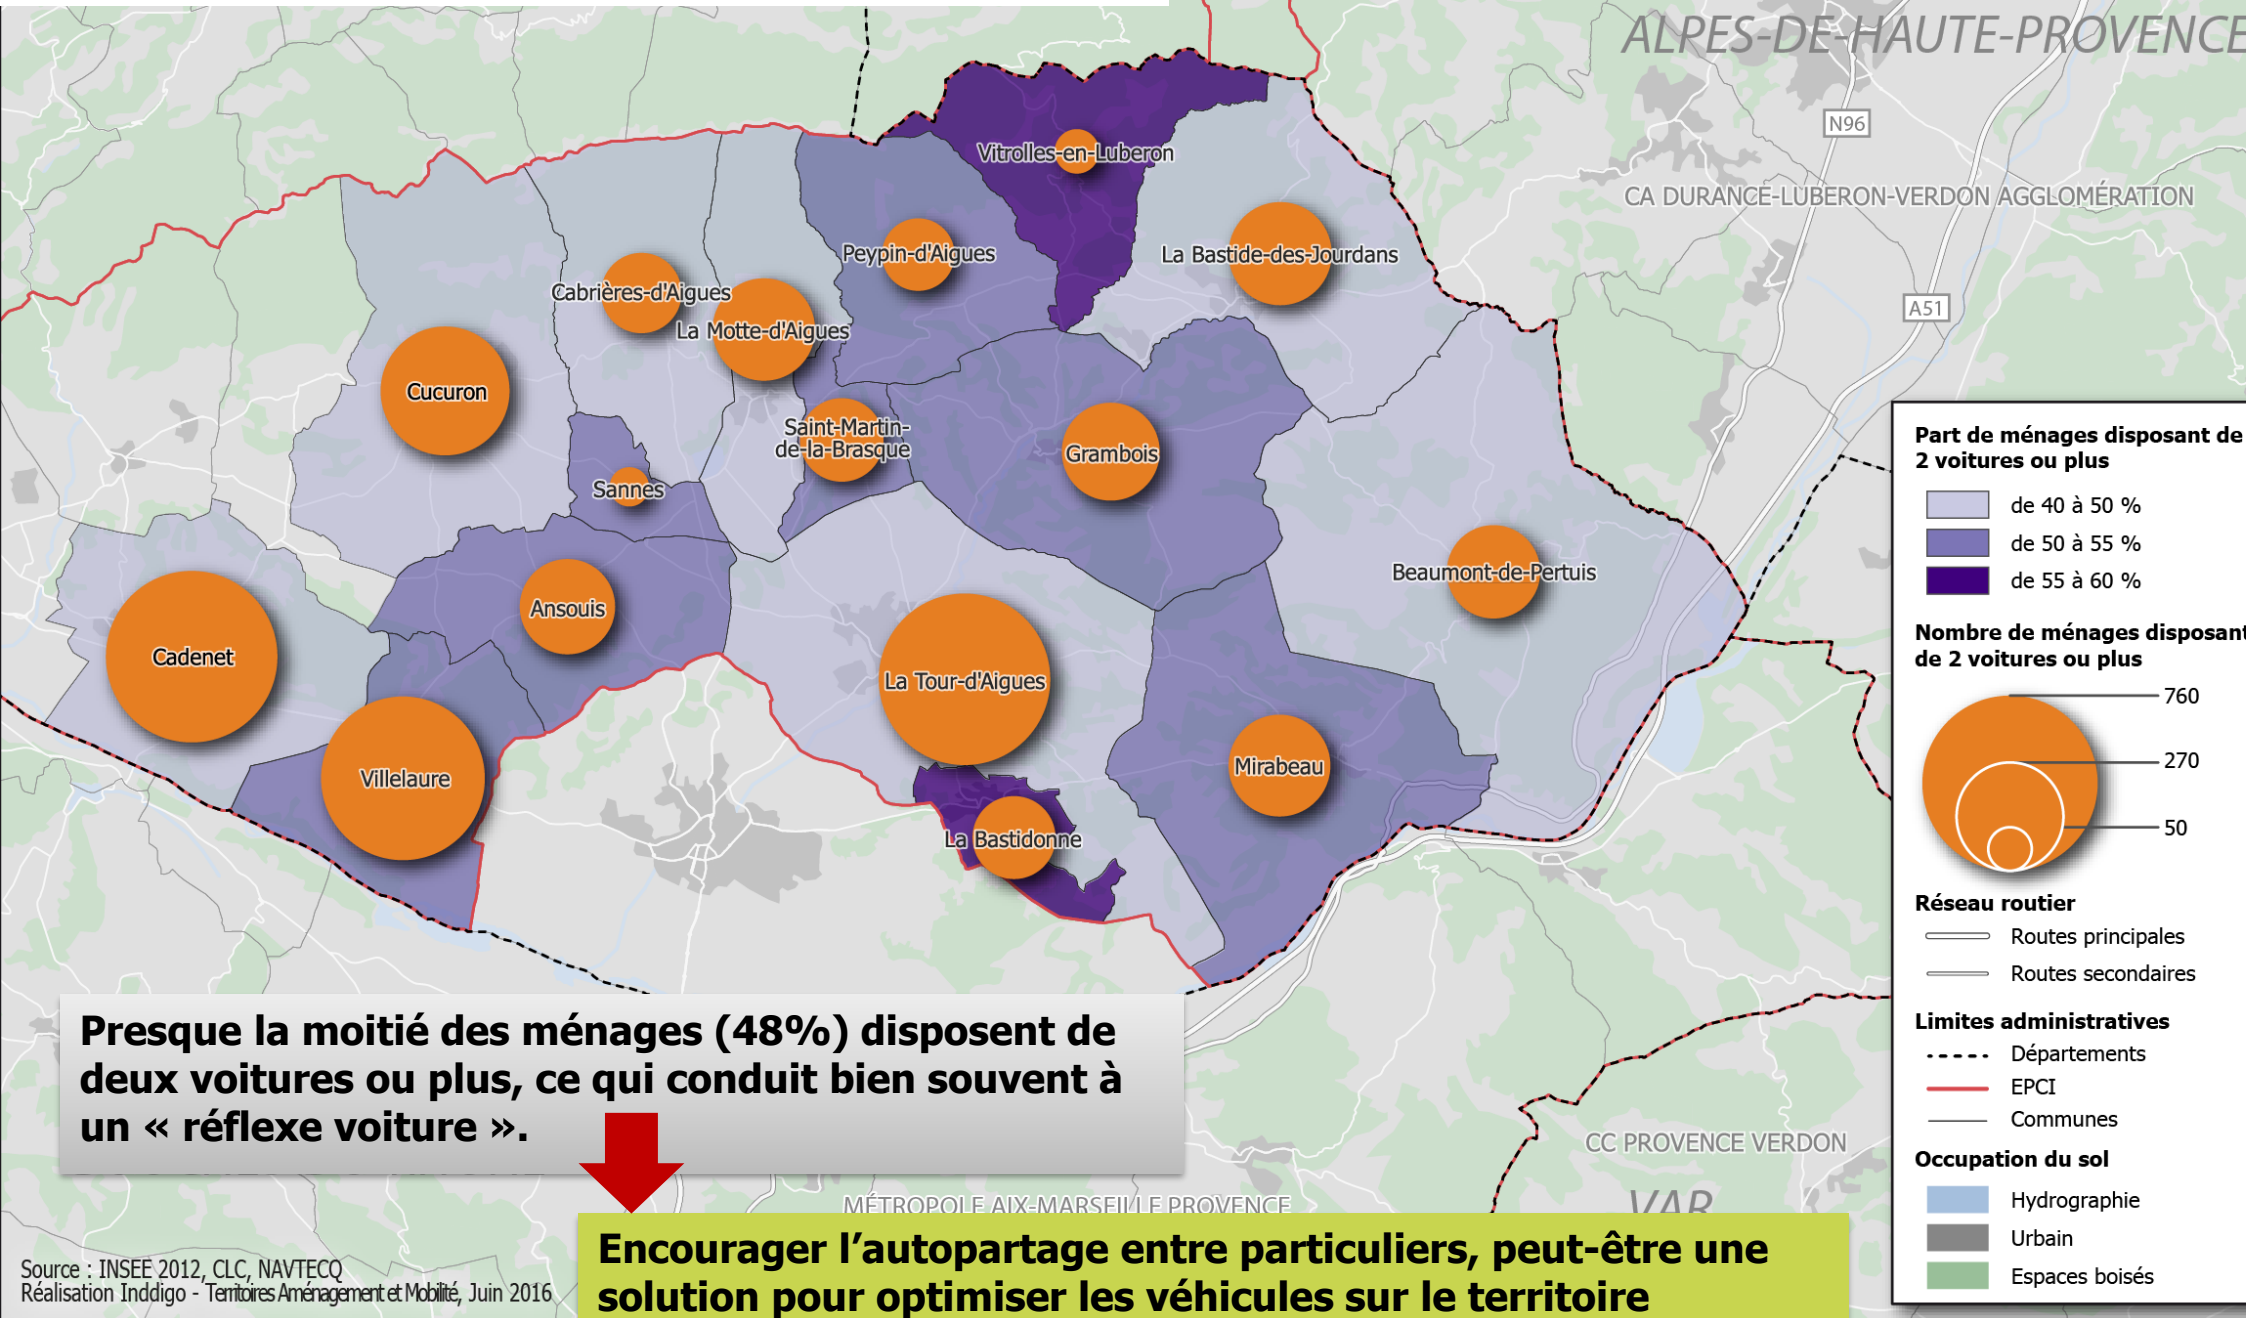 ALPES-DE-HAUTE-PROVENCE
N96
Vitrolles-en-Luberon
CA DURANCE-LUBERON-VERDON AGGLOMÉRATION
Peypin-d'Aigues
La Bastide-des-Jourdans
Cabrières-d'Aigues
A51
La Motte-d'Aigues
Cucuron
Saint-Martin-
de-la-Brasque
Grambois
Sannes
Beaumont-de-Pertuis
Ansouis
Cadenet
La Tour-d'Aigues
Mirabeau
Villelaure
La Bastidonne
Part de ménages disposant de
2 voitures ou plus
de 40 à 50 %
de 50 à 55 %
de 55 à 60 %
Nombre de ménages disposant
de 2 voitures ou plus
760
270
50
Réseau routier
Routes principales
Routes secondaires
Limites administratives
Départements
EPCI
Communes
Occupation du sol
Hydrographie
Urbain
Espaces boisés
Presque la moitié des ménages (48%) disposent de
deux voitures ou plus, ce qui conduit bien souvent à
un « réflexe voiture ».
CC PROVENCE VERDON
MÉTROPOLE AIX-MARSEILLE PROVENCE
VAR
Encourager l’autopartage entre particuliers, peut-être une
solution pour optimiser les véhicules sur le territoire
Source : INSEE 2012, CLC, NAVTECQ
Réalisation Inddigo - Territoires Aménagement et Mobilité, Juin 2016